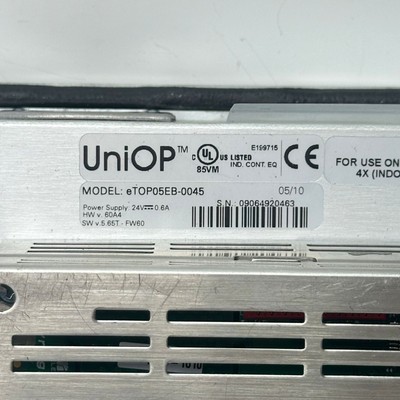 UniOP™
C UL US LISTED
85VM
IND. CONT. EQ
E199715
CE
MODEL: eTOP05EB-0045
05/10
Power Supply: 24V 0.6A
S.N.: 09064920463
HW v. 60A4
SW v.5.65T - FW60
FOR USE ON
4X (INDO